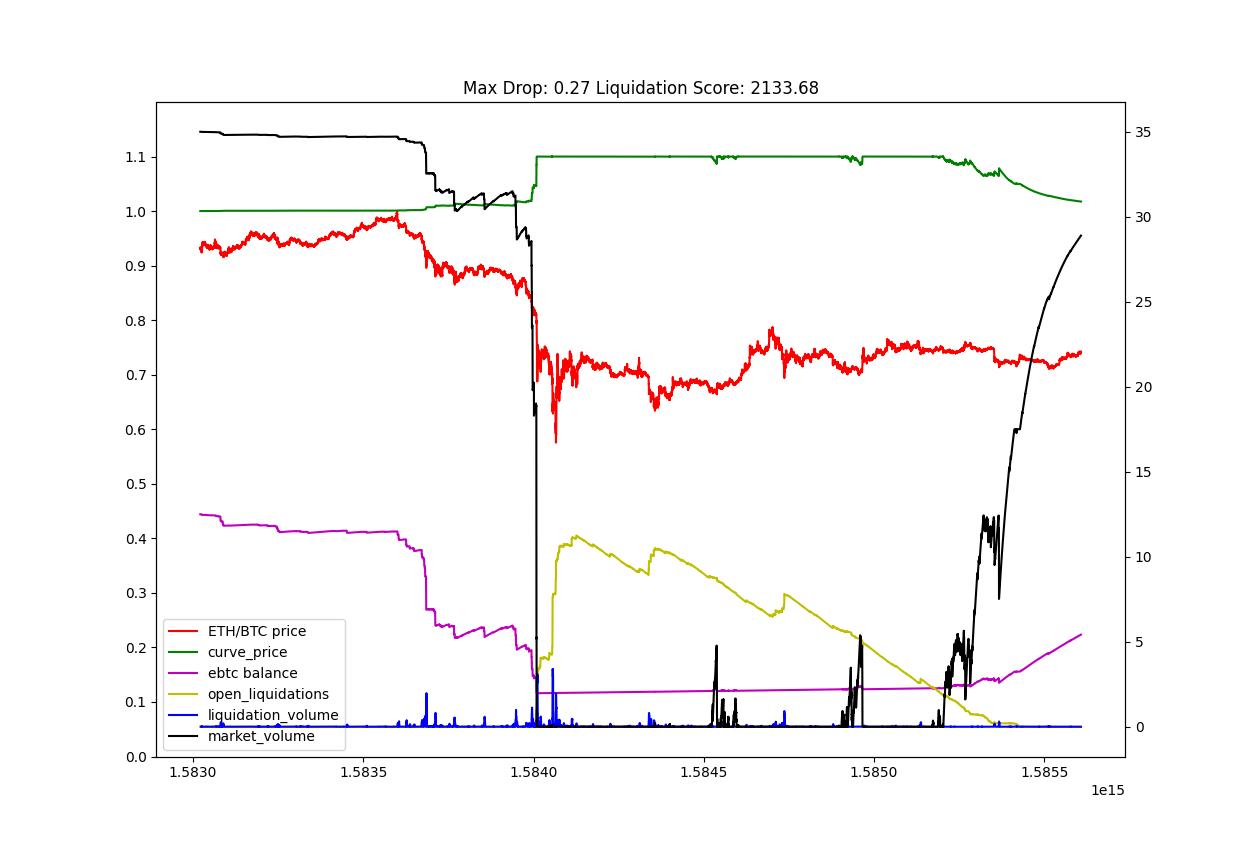 Max Drop: 0.27 Liquidation Score: 2133.68
1.1
1.0
0.9
0.8
0.7
0.6
0.5
0.4
0.3
0.2
0.1
0.0
35
30
25
20
15
10
5
0
ETH/BTC price
curve_price
ebtc balance
open_liquidations
liquidation_volume
market_volume
1.5830 1.5835 1.5840 1.5845 1.5850 1.5855
1e15